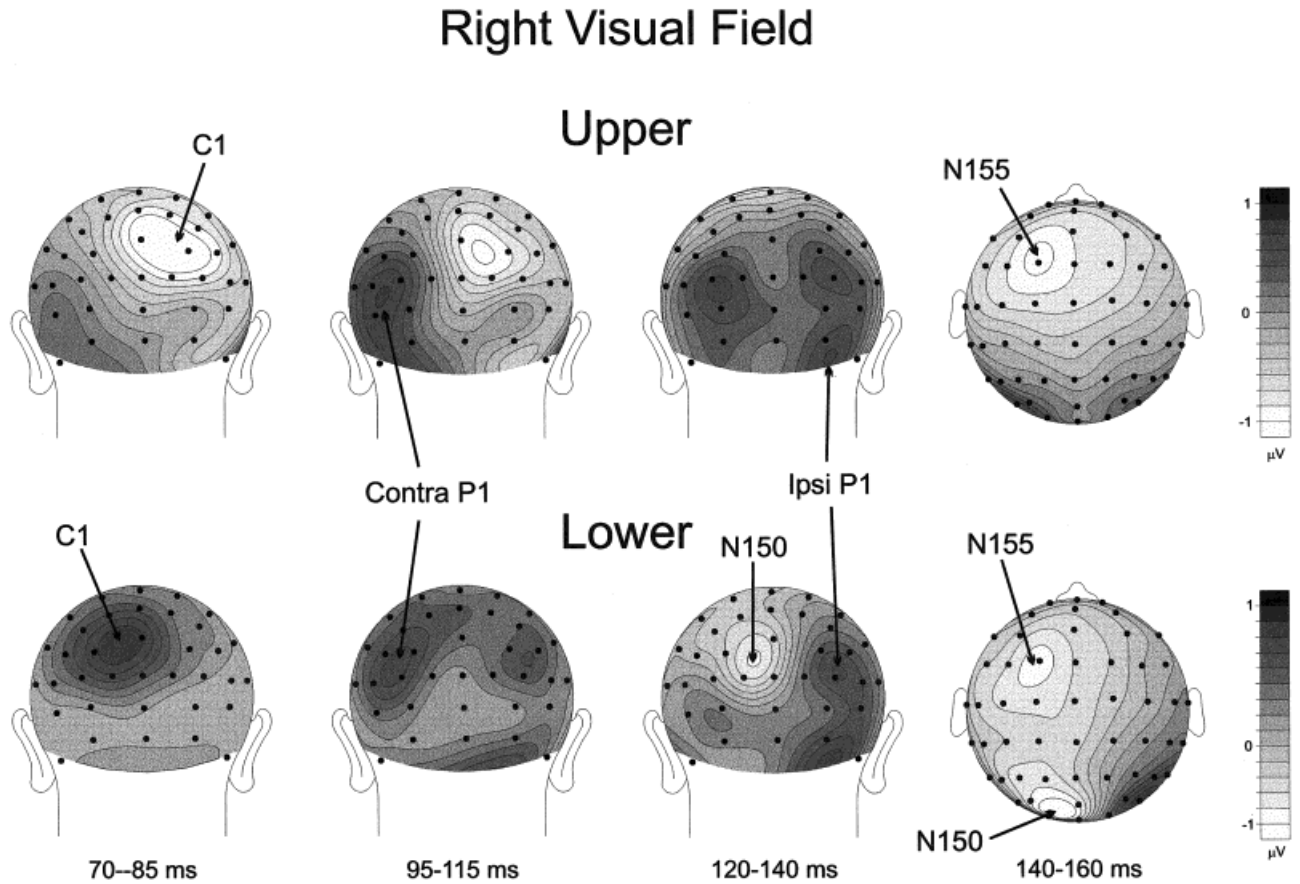 Right Visual Field
Upper
C1
N155
1
0
-1
µV
Contra P1
Ipsi P1
Lower
C1
N150
N155
1
0
-1
µV
N150
70--85 ms
95-115 ms
120-140 ms
140-160 ms